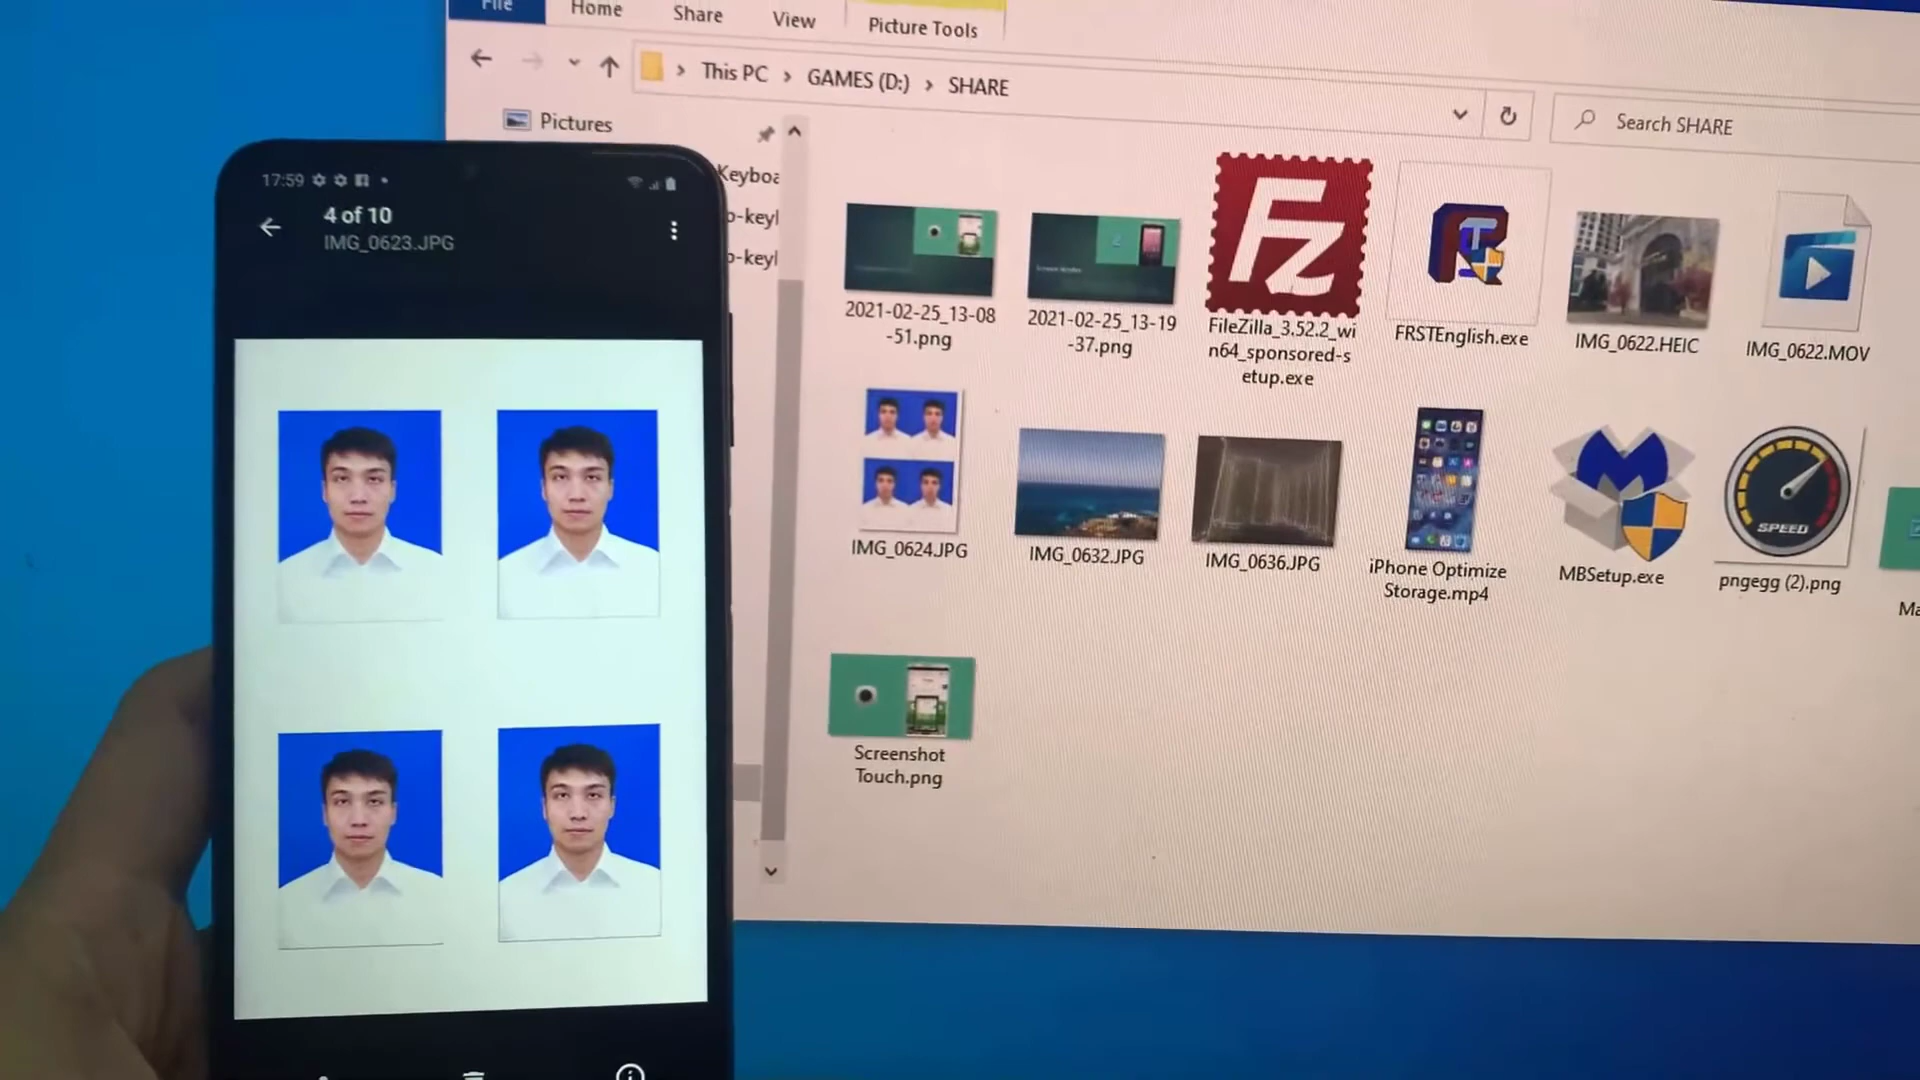 File
Home
Share
View
Picture Tools
This PC > GAMES (D:) > SHARE
Search SHARE
Pictures
Keyboa
o-keyl
o-keyl
17:59
4 of 10
IMG_0623.JPG
2021-02-25_13-08
-51.png
2021-02-25_13-19
-37.png
FileZilla_3.52.2_wi
n64_sponsored-s
etup.exe
FRSTEnglish.exe
IMG_0622.HEIC
IMG_0622.MOV
IMG_0624.JPG
IMG_0632.JPG
IMG_0636.JPG
iPhone Optimize
Storage.mp4
MBSetup.exe
SPEED
pngegg (2).png
Ma
Screenshot
Touch.png